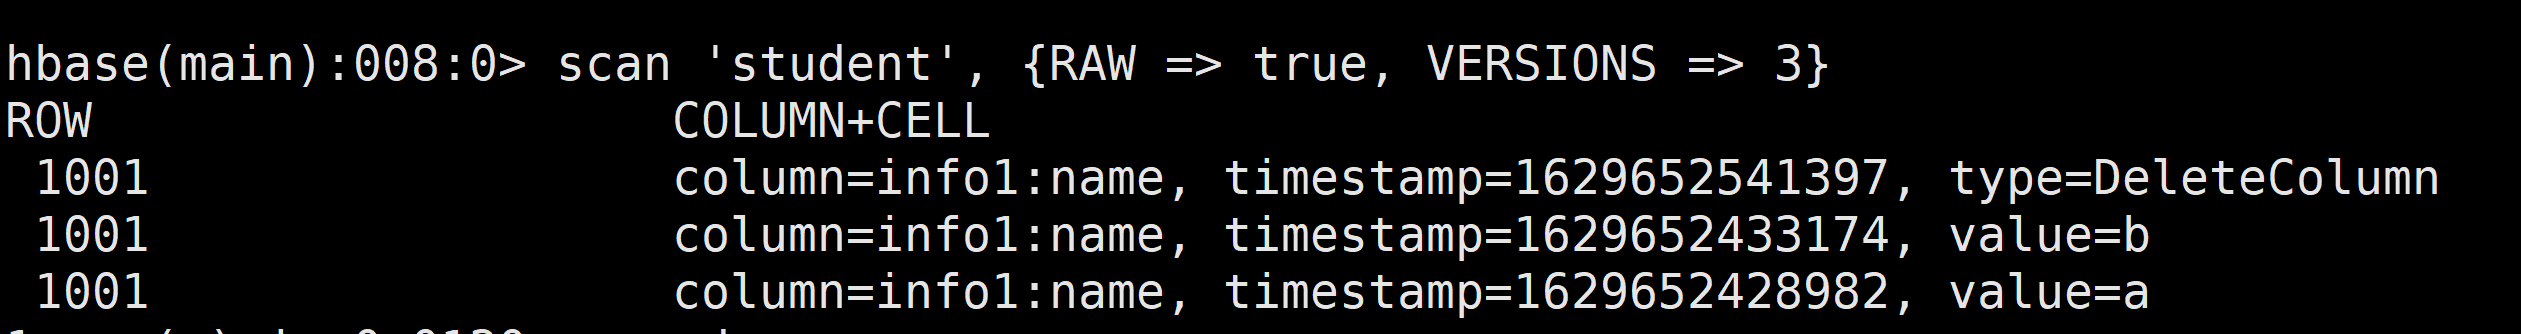 hbase(main):008:0> scan 'student', {RAW => true, VERSIONS => 3}
ROW COLUMN+CELL
1001 column=info1:name, timestamp=1629652541397, type=DeleteColumn
1001 column=info1:name, timestamp=1629652433174, value=b
1001 column=info1:name, timestamp=1629652428982, value=a